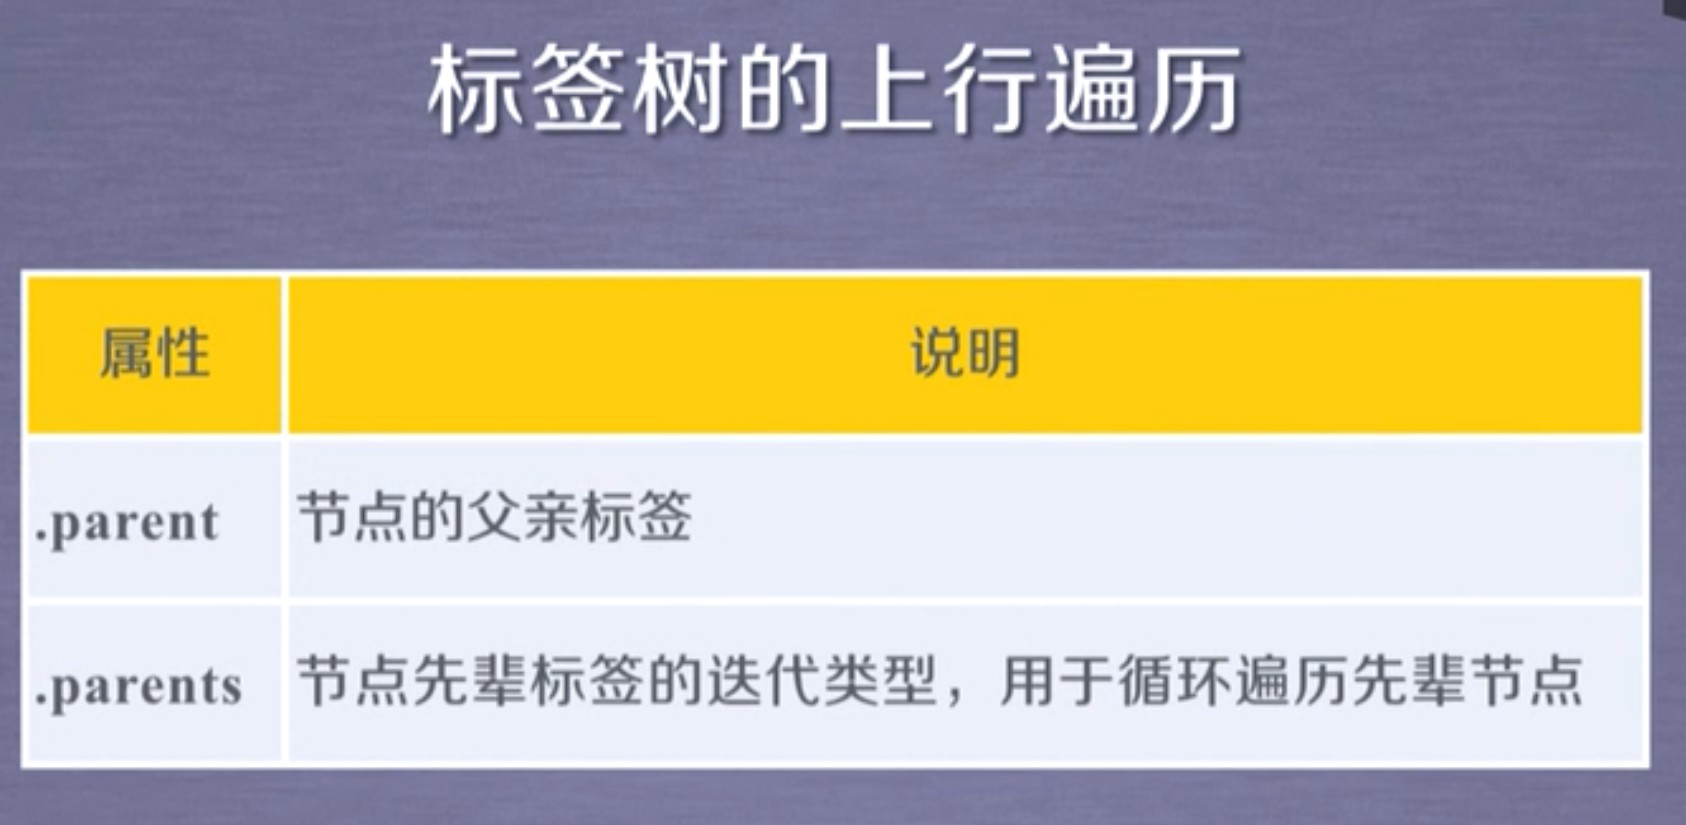 标签树的上行遍历
属性 说明
.parent 节点的父亲标签
.parents 节点先辈标签的迭代类型，用于循环遍历先辈节点